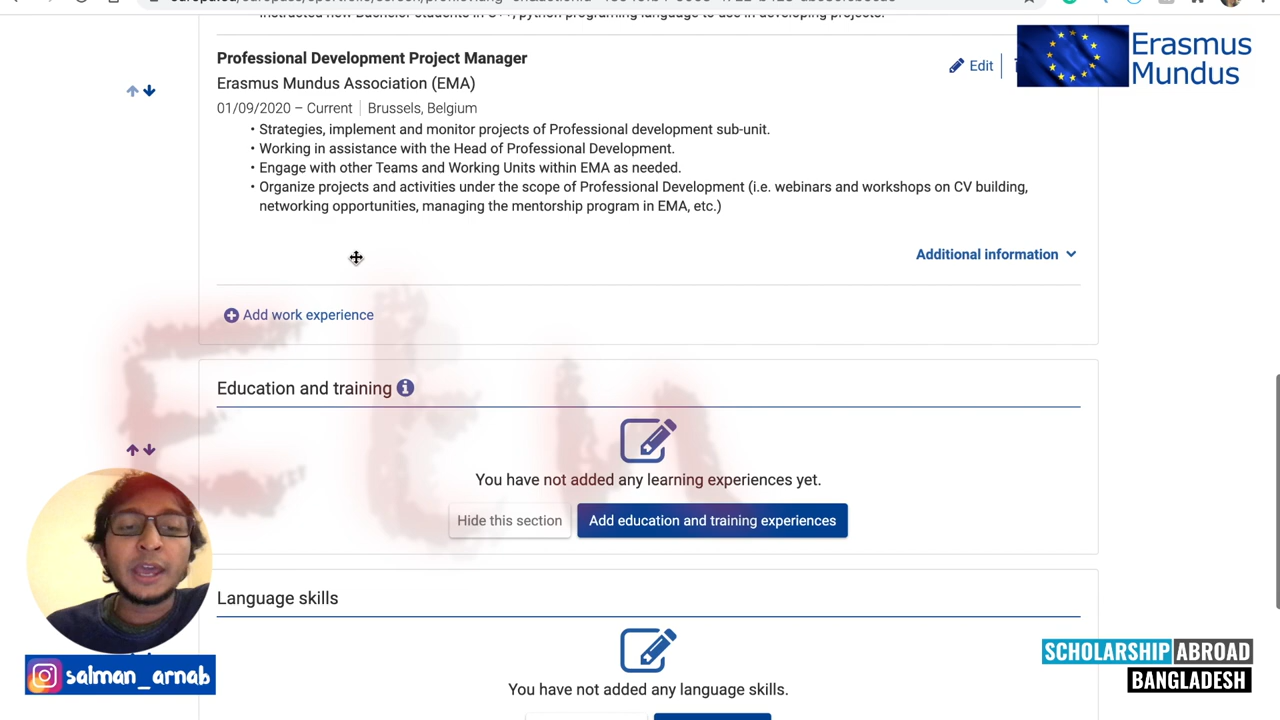 Professional Development Project Manager
Edit
Erasmus Mundus Association (EMA)
01/09/2020 – Current | Brussels, Belgium
• Strategies, implement and monitor projects of Professional development sub-unit.
• Working in assistance with the Head of Professional Development.
• Engage with other Teams and Working Units within EMA as needed.
• Organize projects and activities under the scope of Professional Development (i.e. webinars and workshops on CV building,
networking opportunities, managing the mentorship program in EMA, etc.)
Erasmus
Mundus
Additional information
Add work experience
Education and training
You have not added any learning experiences yet.
Hide this section
Add education and training experiences
Language skills
You have not added any language skills.
salman_arnab
SCHOLARSHIP ABROAD
BANGLADESH